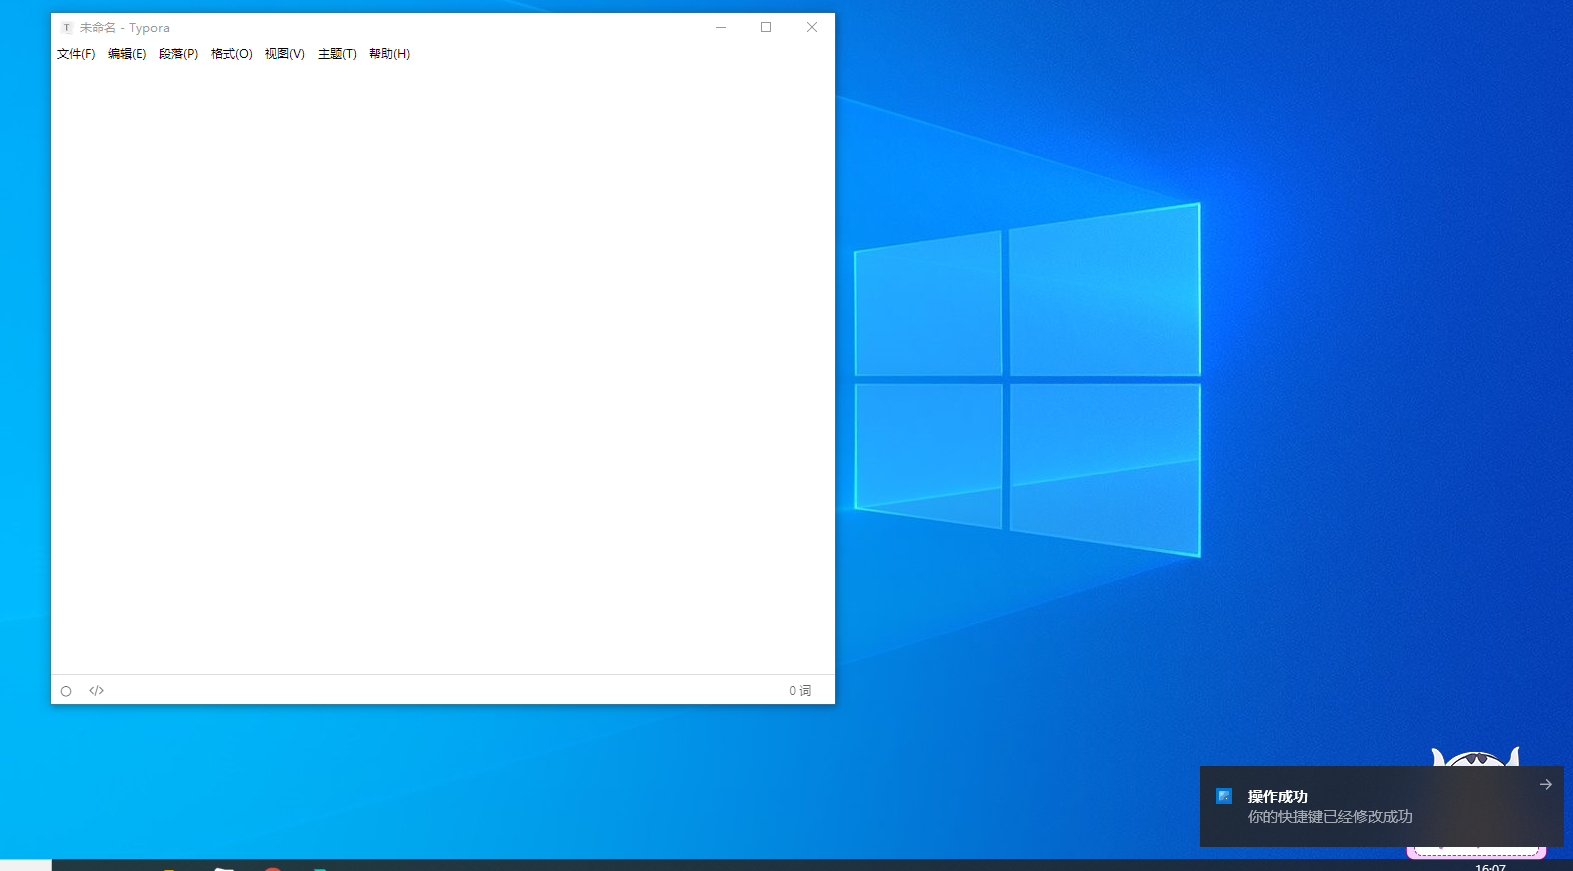 T 未命名 - Typora
文件(F) 编辑(E) 段落(P) 格式(O) 视图(V) 主题(T) 帮助(H)
</> 0 词
操作成功
你的快捷键已经修改成功
16:07